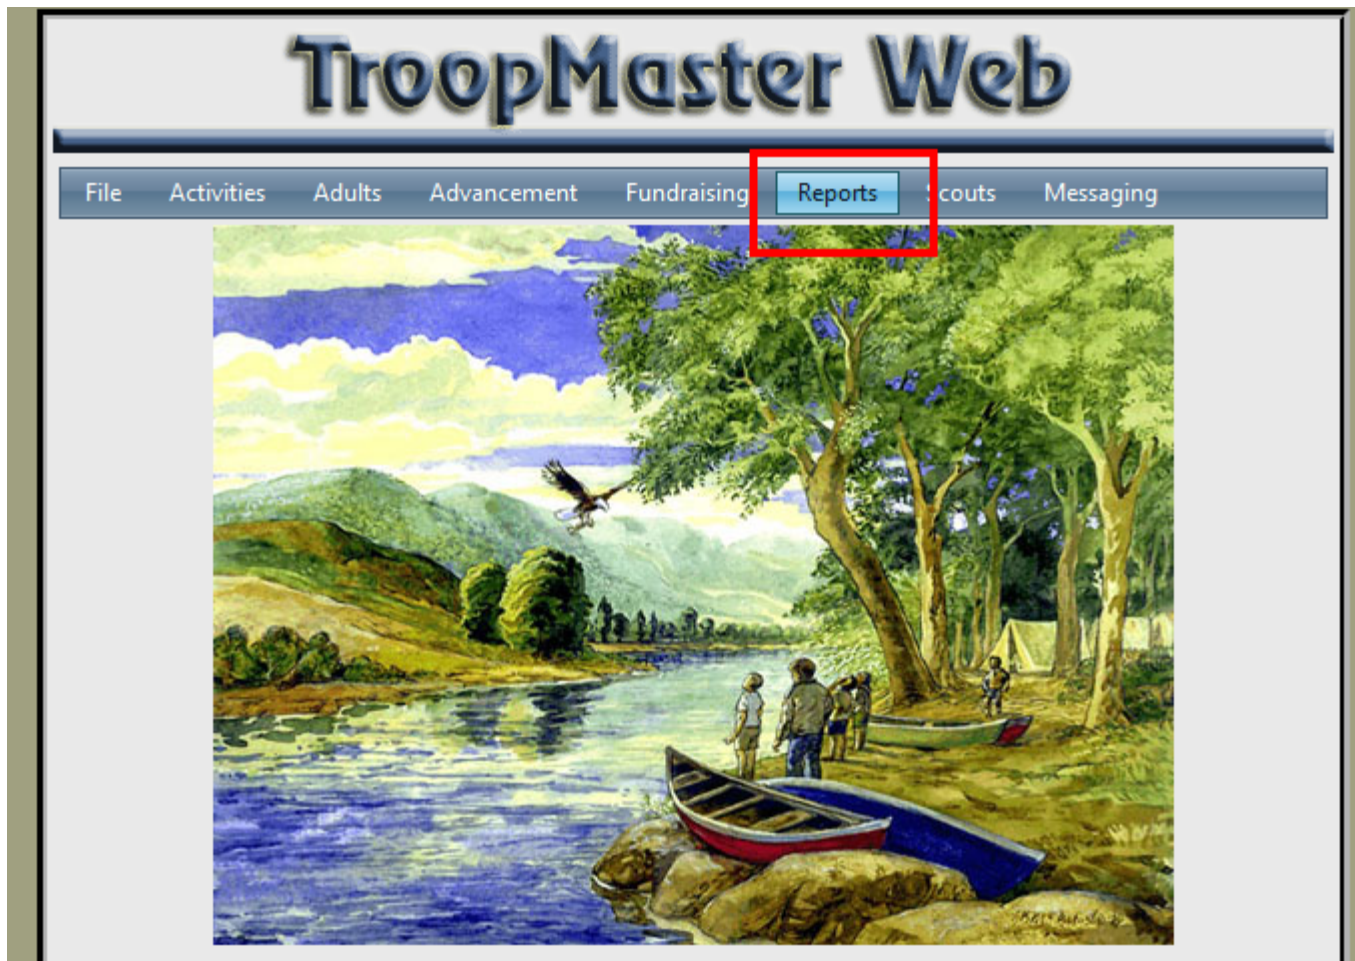 TroopMaster Web
File Activities Adults Advancement Fundraising Reports couts Messaging